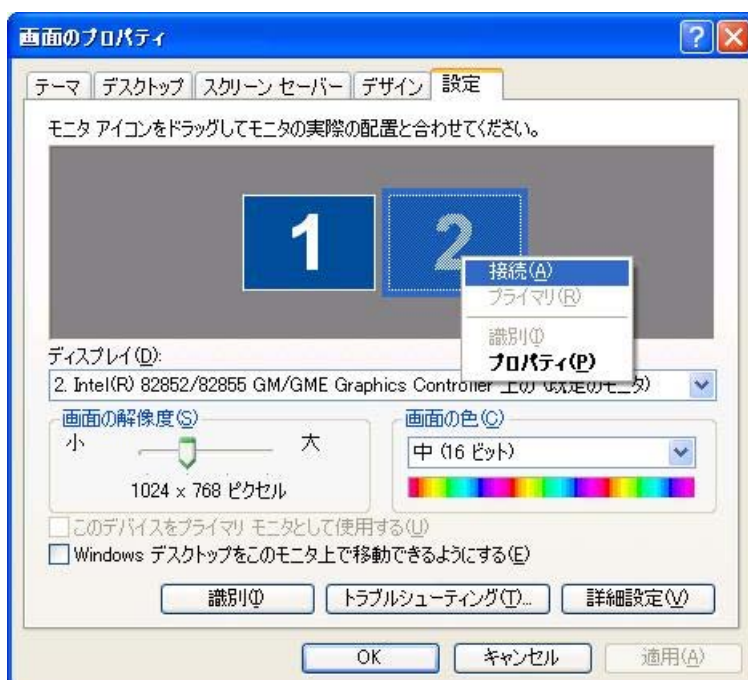 画面のプロパティ
テーマ デスクトップ スクリーン セーバー デザイン 設定
モニタ アイコンをドラッグしてモニタの実際の配置と合わせてください。
1 2
接続(A)
プライマリ(R)
識別(I)
プロパティ(P)
ディスプレイ(D):
2. Intel(R) 82852/82855 GM/GME Graphics Controller 上の (既定のモニタ)
画面の解像度(S)
小 大
1024 x 768 ピクセル
画面の色(C)
中 (16 ビット)
このデバイスをプライマリ モニタとして使用する(U)
Windows デスクトップをこのモニタ上で移動できるようにする(E)
識別(I) トラブルシューティング(T)... 詳細設定(V)
OK キャンセル 適用(A)